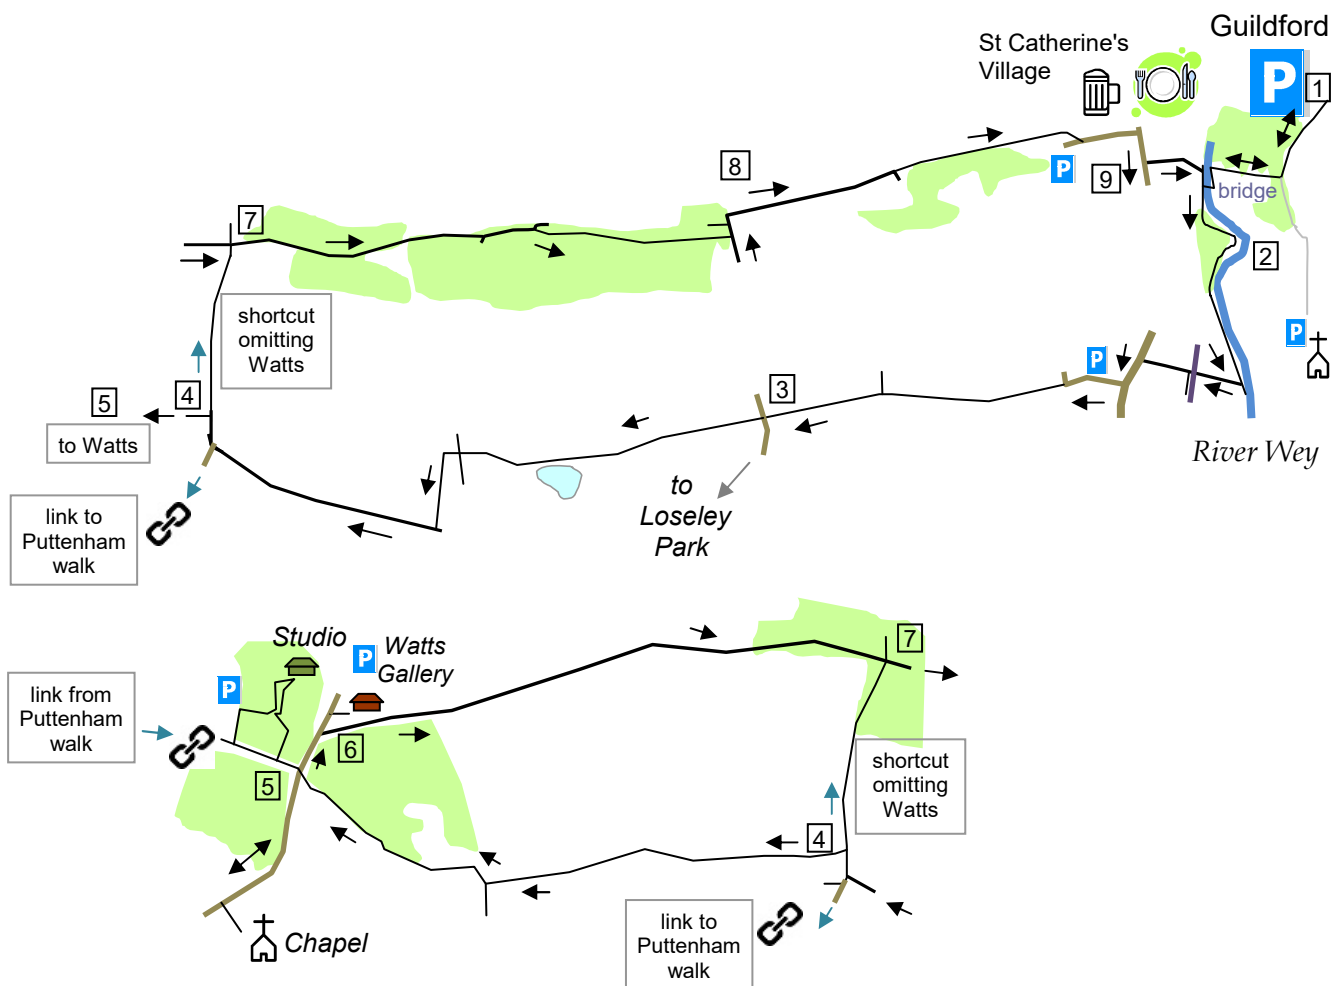 Guildford
St Catherine's
Village
P
1
8
P
9
bridge
7
2
shortcut
omitting
Watts
P
P
5
4
3
to Watts
River Wey
to
Loseley
Park
link to
Puttenham
walk
Studio
P
Watts
Gallery
7
link from
Puttenham
walk
P
6
5
shortcut
omitting
Watts
4
Chapel
link to
Puttenham
walk